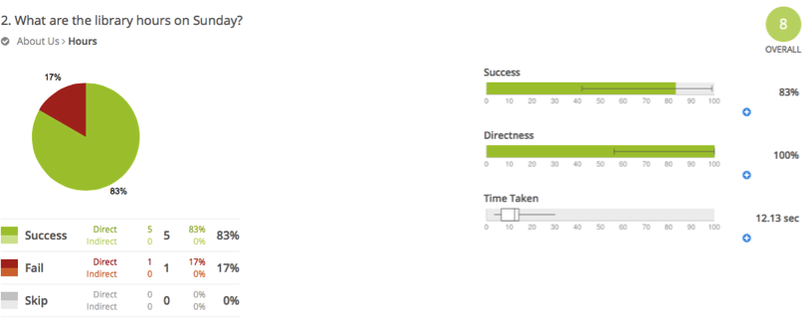 2. What are the library hours on Sunday?
About Us > Hours
8
OVERALL
17%
83%
Success
0 10 20 30 40 50 60 70 80 90 100
83%
Directness
0 10 20 30 40 50 60 70 80 90 100
100%
Time Taken
0 10 20 30 40 50 60 70 80 90 100
12.13 sec
Success Direct 5 5 83% 83%
Indirect 0 0%
Fail Direct 1 1 17% 17%
Indirect 0 0%
Skip Direct 0 0 0% 0%
Indirect 0 0%